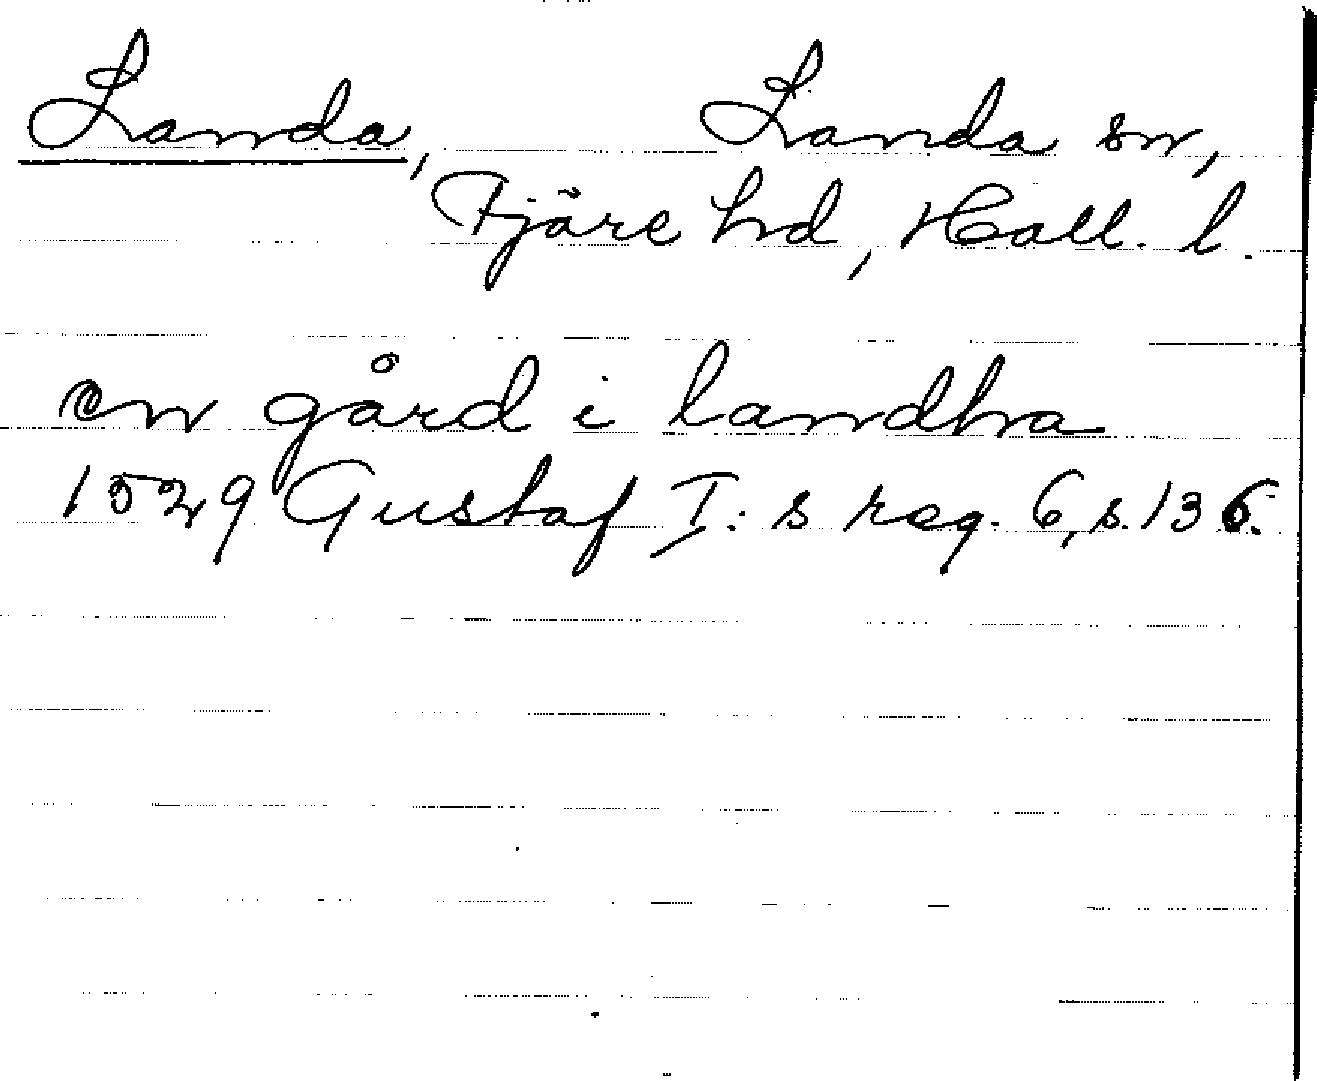 Landa, Landa sn,
Fjäre hd, Hall. l.
en gård i landha
1529 Gustaf I:s reg. 6, s. 136.